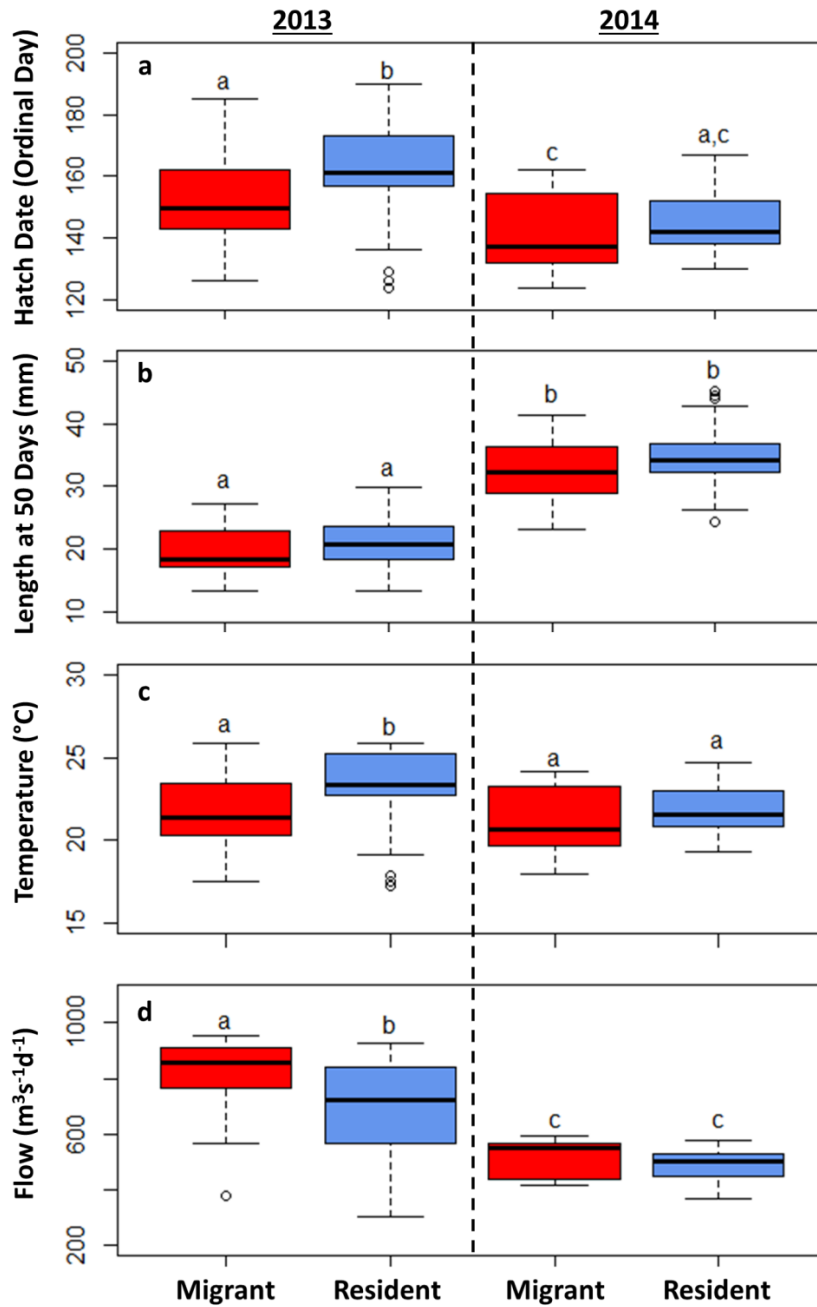 2013 2014
Hatch Date (Ordinal Day)
200
180
160
140
120
a
a
b
c
a,c
Length at 50 Days (mm)
50
40
30
20
10
b
a
a
b
b
Temperature (°C)
30
25
20
15
c
a
b
a
a
Flow (m³s⁻¹d⁻¹)
1000
600
200
d
a
b
c
c
Migrant Resident Migrant Resident